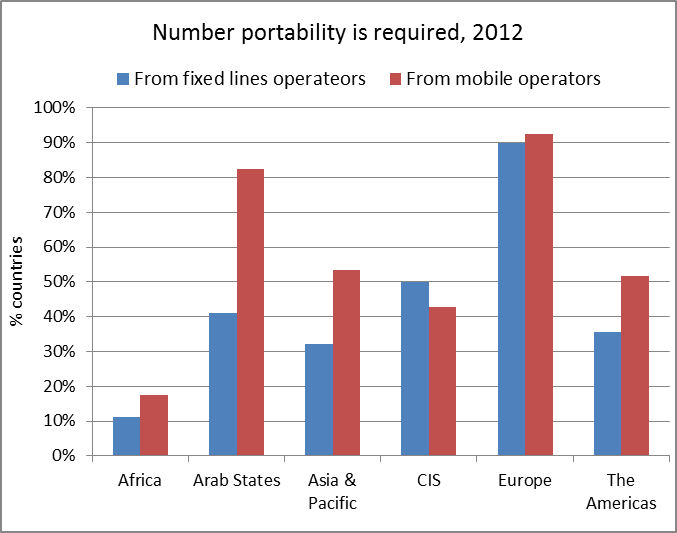 Number portability is required, 2012
From fixed lines operateors
From mobile operators
100%
90%
80%
70%
60%
50%
40%
30%
20%
10%
0%
% countries
Africa
Arab States
Asia &
Pacific
CIS
Europe
The
Americas